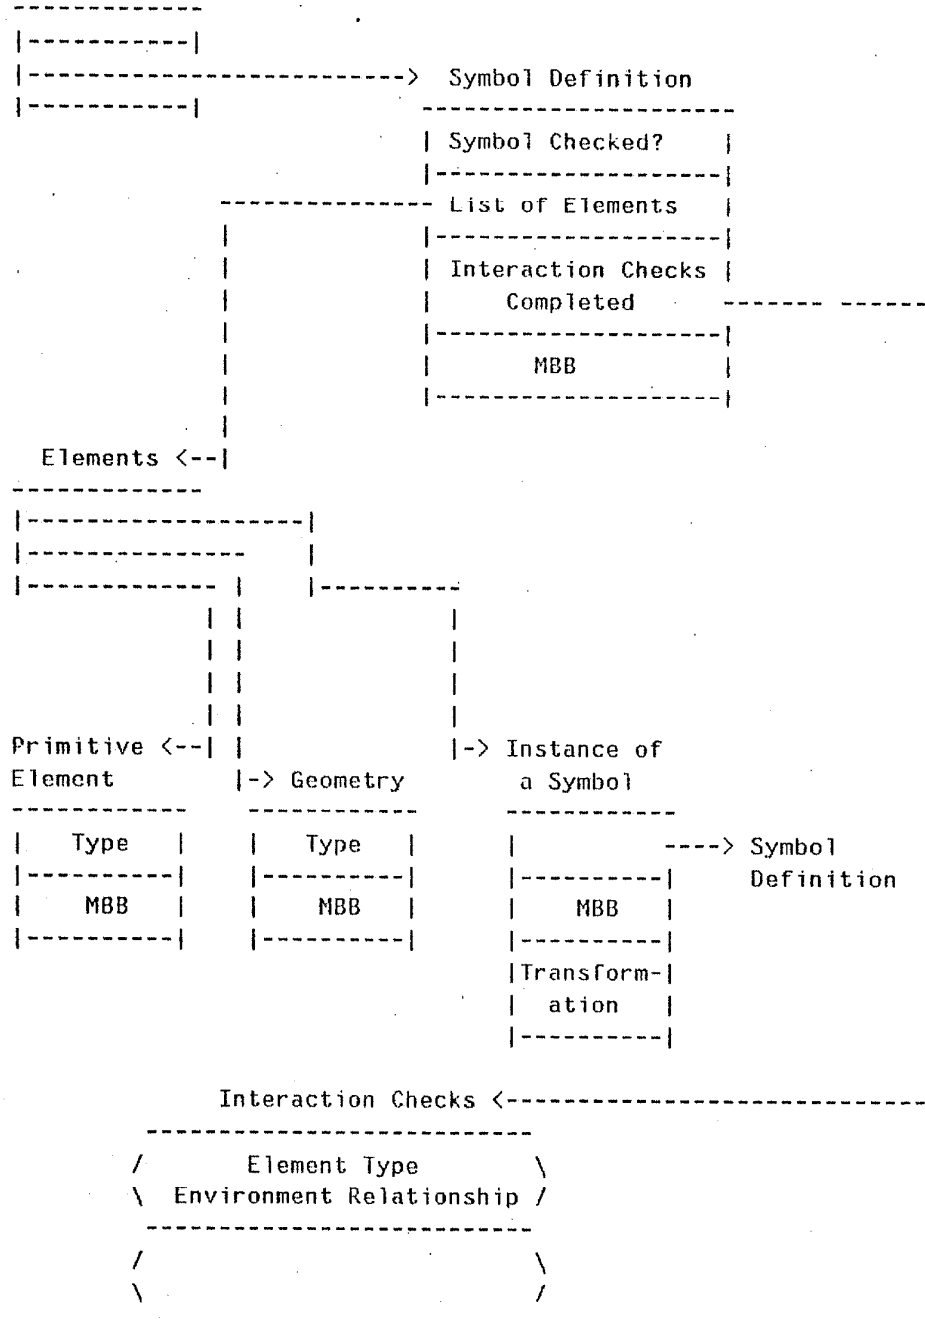 Symbol Definition
Symbol Checked?
List of Elements
Interaction Checks
Completed
MBB
Elements
Primitive
Element
Geometry
Instance of
a Symbol
Type
Type
Symbol
Definition
MBB
MBB
MBB
Transform-
ation
Interaction Checks
Element Type
Environment Relationship